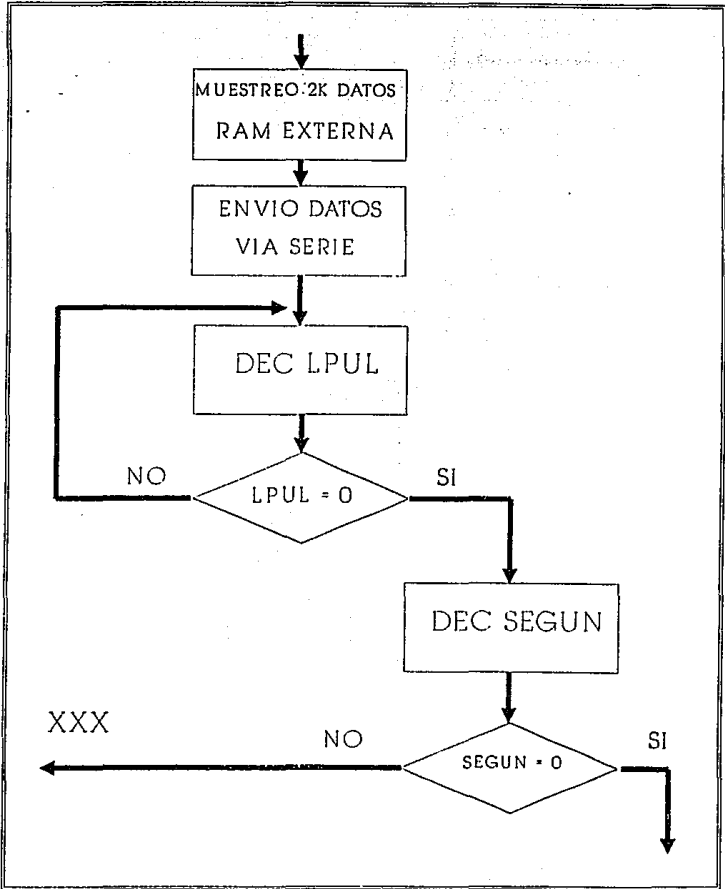 MUESTREO 2K DATOS
RAM EXTERNA
ENVIO DATOS
VIA SERIE
DEC LPUL
NO
SI
LPUL = 0
DEC SEGUN
XXX
NO
SI
SEGUN = 0